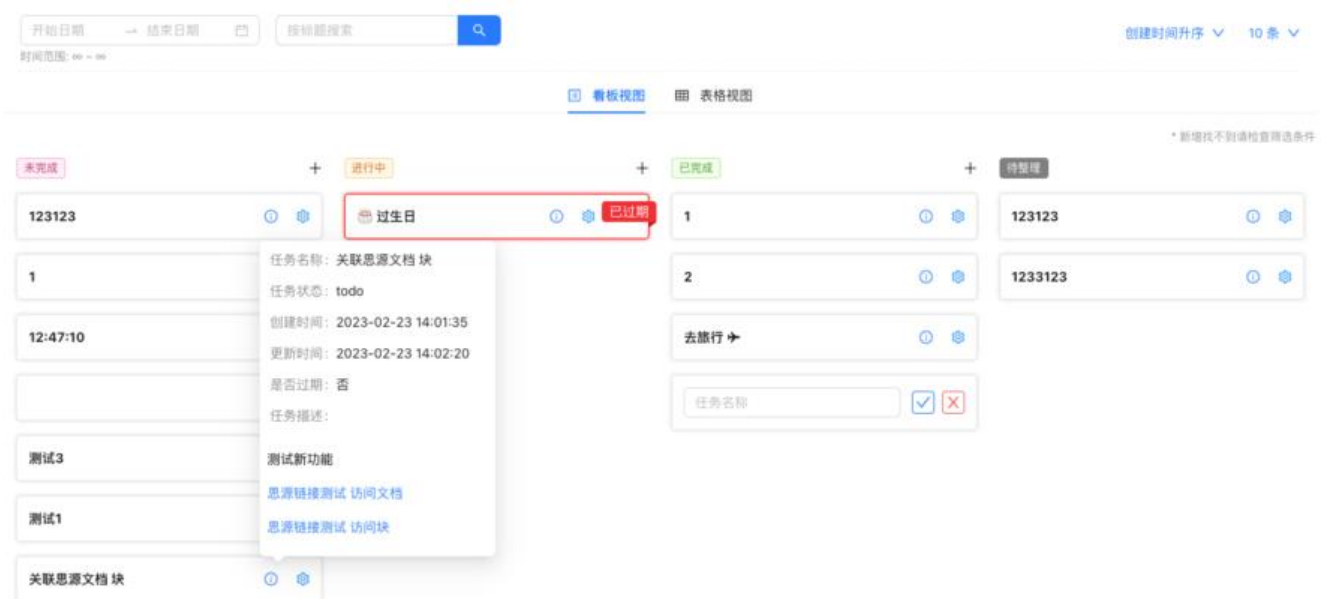 开始日期 → 结束日期 按标题搜索 创建时间升序 10 条
时间范围: ∞ ~ ∞
看板视图 表格视图
* 新增找不到请检查筛选条件
未完成 + 进行中 + 已完成 + 待整理
123123 过生日 已过期 1 123123
任务名称: 关联思源文档 块
1 2 1233123
任务状态: todo
创建时间: 2023-02-23 14:01:35
12:47:10 去旅行 ✈
更新时间: 2023-02-23 14:02:20
是否过期: 否
任务名称
任务描述:
测试3 测试新功能
思源链接测试 访问文档
测试1
思源链接测试 访问块
关联思源文档 块